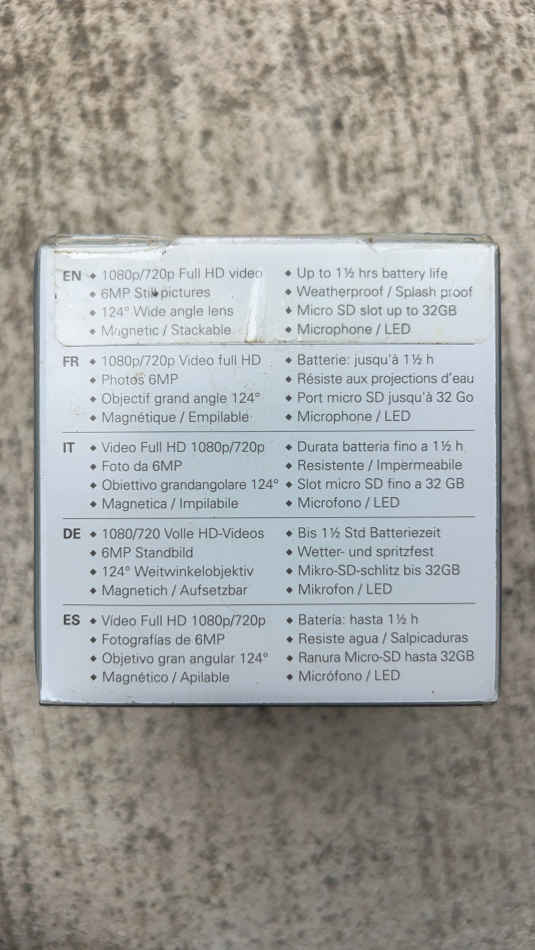 EN ◆ 1080p/720p Full HD video ◆ Up to 1½ hrs battery life
◆ 6MP Still pictures ◆ Weatherproof / Splash proof
◆ 124° Wide angle lens ◆ Micro SD slot up to 32GB
◆ Magnetic / Stackable ◆ Microphone / LED
FR ◆ 1080p/720p Video full HD ◆ Batterie: jusqu'à 1½ h
◆ Photos 6MP ◆ Résiste aux projections d'eau
◆ Objectif grand angle 124° ◆ Port micro SD jusqu'à 32 Go
◆ Magnétique / Empilable ◆ Microphone / LED
IT ◆ Video Full HD 1080p/720p ◆ Durata batteria fino a 1½ h
◆ Foto da 6MP ◆ Resistente / Impermeabile
◆ Obiettivo grandangolare 124° ◆ Slot micro SD fino a 32 GB
◆ Magnetica / Impilabile ◆ Microfono / LED
DE ◆ 1080/720 Volle HD-Videos ◆ Bis 1½ Std Batteriezeit
◆ 6MP Standbild ◆ Wetter- und spritzfest
◆ 124° Weitwinkelobjektiv ◆ Mikro-SD-schlitz bis 32GB
◆ Magnetich / Aufsetzbar ◆ Mikrofon / LED
ES ◆ Vídeo Full HD 1080p/720p ◆ Batería: hasta 1½ h
◆ Fotografías de 6MP ◆ Resiste agua / Salpicaduras
◆ Objetivo gran angular 124° ◆ Ranura Micro-SD hasta 32GB
◆ Magnético / Apilable ◆ Micrófono / LED